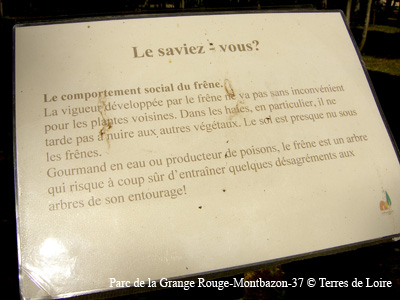 Le saviez - vous?
Le comportement social du frêne.
La vigueur développée par le frêne ne va pas sans inconvénient
pour les plantes voisines. Dans les haies, en particulier, il ne
tarde pas à nuire aux autres végétaux. Le sol est presque nu sous
les frênes.
Gourmand en eau ou producteur de poisons, le frêne est un arbre
qui risque à coup sûr d'entraîner quelques désagréments aux
arbres de son entourage!
Parc de la Grange Rouge-Montbazon-37 © Terres de Loire